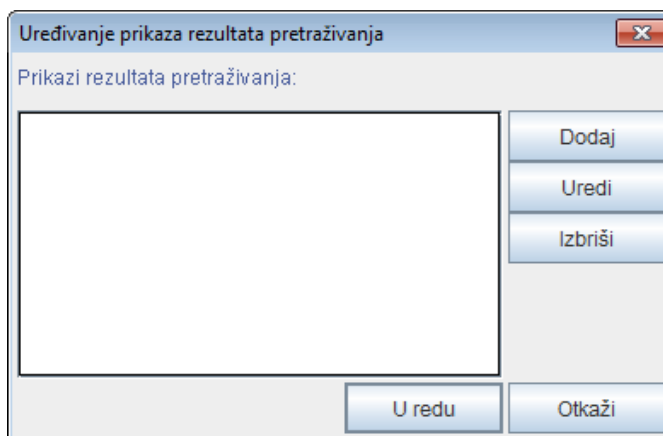 Uređivanje prikaza rezultata pretraživanja
Prikazi rezultata pretraživanja:
Dodaj
Uredi
Izbriši
U redu
Otkaži